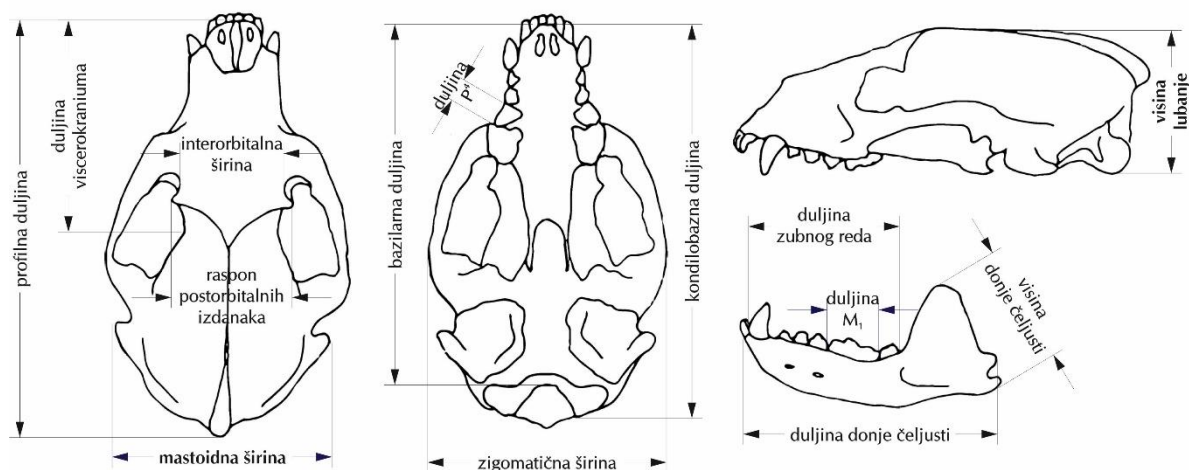 profilna duljina
duljina
viscerokraniuma
interorbitalna
širina
raspon
postorbitalnih
izdanaka
mastoidna širina
duljina
P⁴
bazilarna duljina
kondilobazna duljina
zigomatična širina
visina
lubanje
duljina
zubnog reda
duljina
M₁
visina
donje čeljusti
duljina donje čeljusti